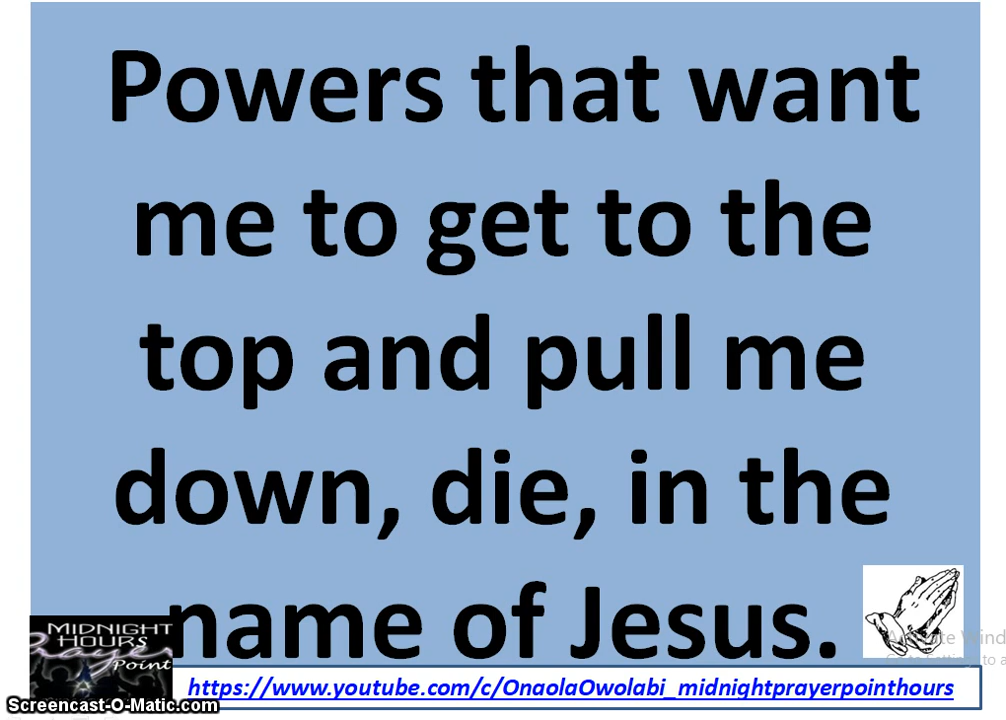 Powers that want
me to get to the
top and pull me
down, die, in the
name of Jesus.
MIDNIGHT
HOURS
Praye
Point
https://www.youtube.com/c/OnaolaOwolabi_midnightprayerpointhours
Screencast-O-Matic.com